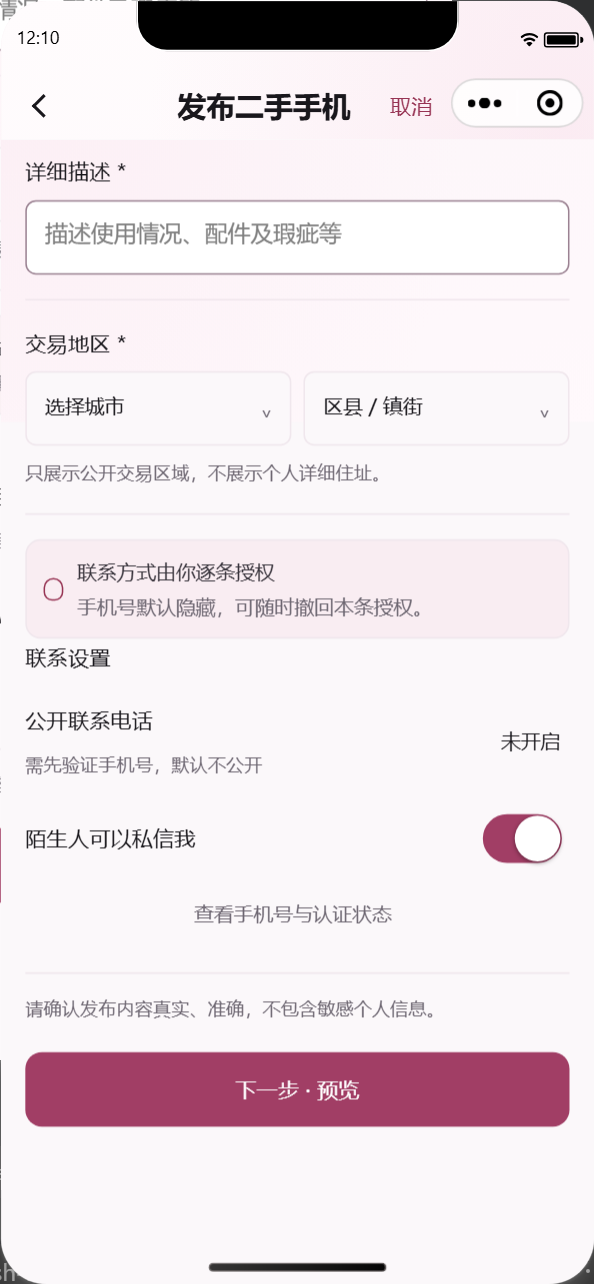 12:10
发布二手手机
取消
详细描述 *
描述使用情况、配件及瑕疵等
交易地区 *
选择城市
区县 / 镇街
只展示公开交易区域，不展示个人详细住址。
联系方式由你逐条授权
手机号默认隐藏，可随时撤回本条授权。
联系设置
公开联系电话
未开启
需先验证手机号，默认不公开
陌生人可以私信我
查看手机号与认证状态
请确认发布内容真实、准确，不包含敏感个人信息。
下一步 · 预览